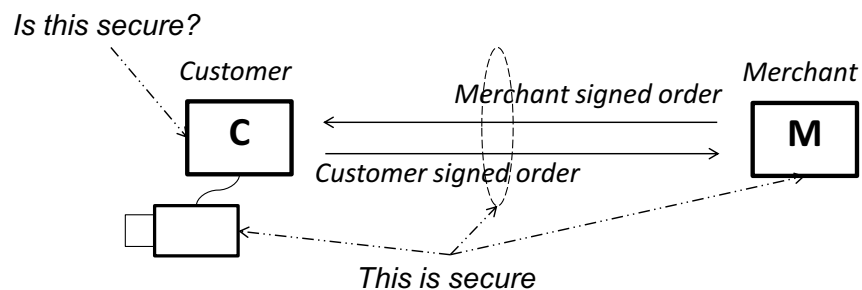 Is this secure?
Customer
Merchant
Merchant signed order
C
M
Customer signed order
This is secure